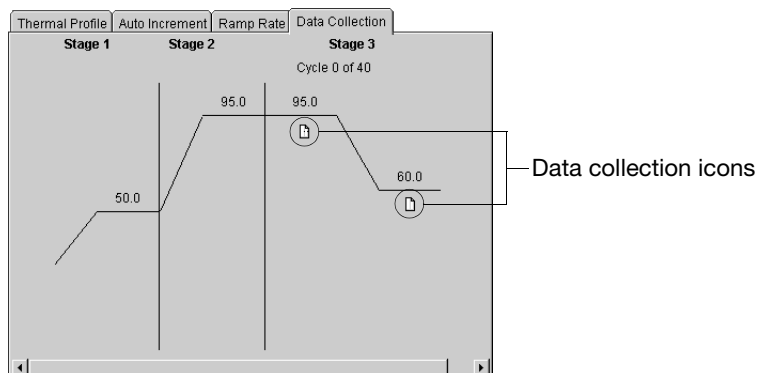 Thermal Profile Auto Increment Ramp Rate Data Collection
Stage 1 Stage 2 Stage 3
Cycle 0 of 40
95.0 95.0
Data collection icons
60.0
50.0